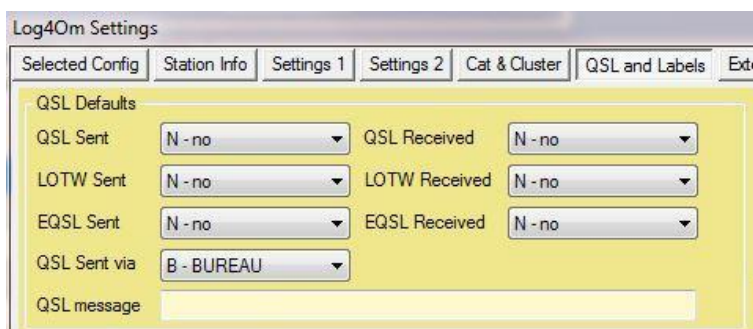 Log4Om Settings
Selected Config Station Info Settings 1 Settings 2 Cat & Cluster QSL and Labels Exte
QSL Defaults
QSL Sent N - no QSL Received N - no
LOTW Sent N - no LOTW Received N - no
EQSL Sent N - no EQSL Received N - no
QSL Sent via B - BUREAU
QSL message